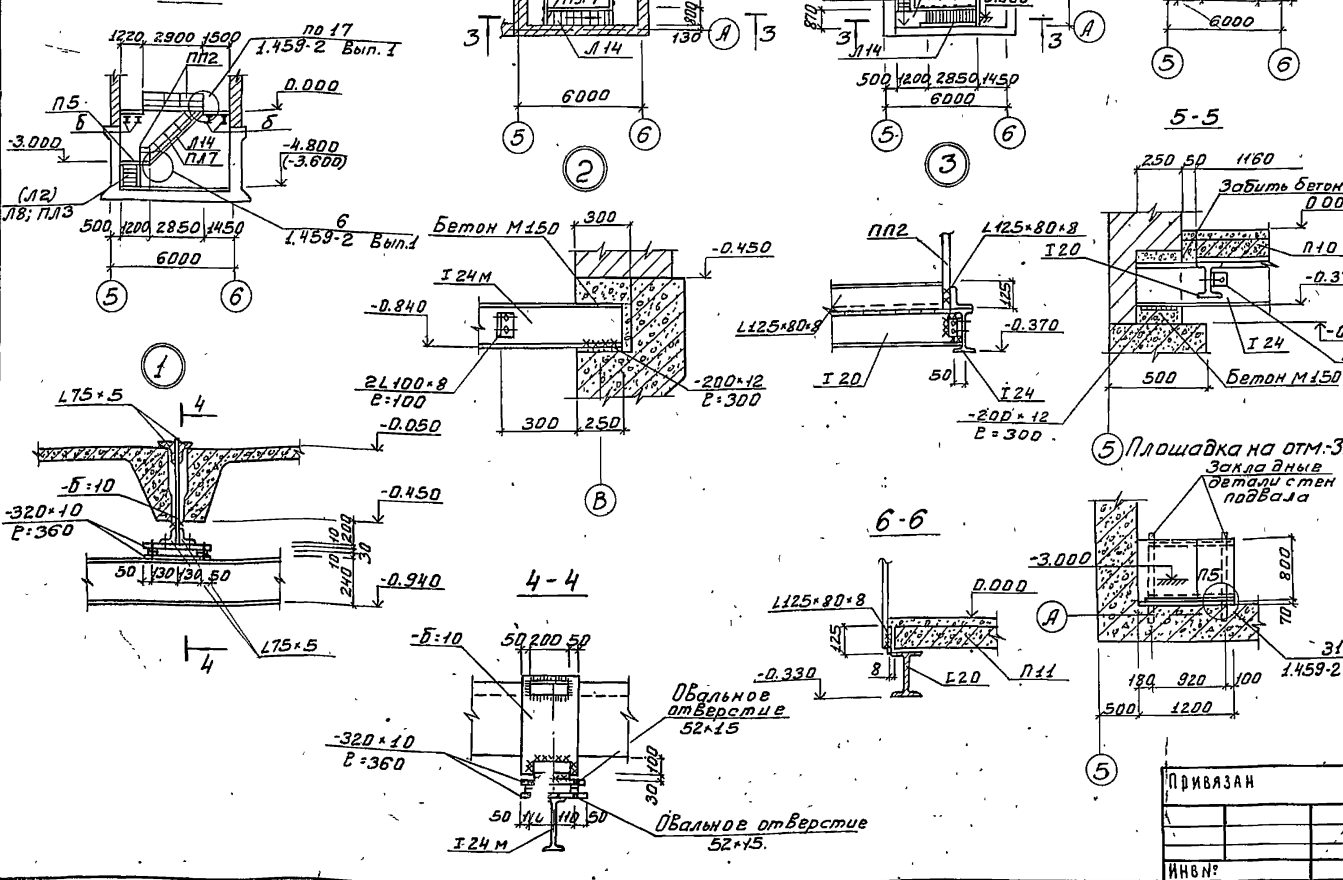 1220 2900 1500
ПП2
по 17
1.459-2 Вып. 1
0.000
П5
б
б
-3.000
Л14
ПЛ7
-4.800
(-3.600)
(Л2)
Л8; ПЛ3
500 1200 2850 1450
6
1.459-2 Вып.1
6000
5
6
3
3
Л14
800
130
А
6000
5
6
870
3
3
Л14
А
500 1200 2850 1450
6000
5
6
6000
5
6
1
L75×5
4
-0.050
-δ=10
-0.450
-320×10
ℓ=360
10 10 200
30
240
50 130 130 50
-0.940
L75×5
4
2
Бетон М150
300
-0.450
I 24м
-0.840
2L100×8
ℓ=100
-200×12
ℓ=300
300 250
В
3
ПП2
L125×80×8
125
L125×80×8
-0.370
I 20
50
I 24
5-5
250 50 1160
Забить бетон
I 20
П10
I 24
Бетон М150
500
-200×12
ℓ=300
5
4-4
-δ=10
50 200 50
Овальное
отверстие
52×15
-320×10
ℓ=360
100
30
50 110 110 50
I 24м
Овальное отверстие
52×15.
6-6
L125×80×8
0.000
125
-0.330
8
I 20
П11
Площадка на отм.-3
Закладные
детали стен
подвала
-3.000
П5
800
70
А
31
1.459-2
180 920 100
500 1200
5
Привязан
Инв№